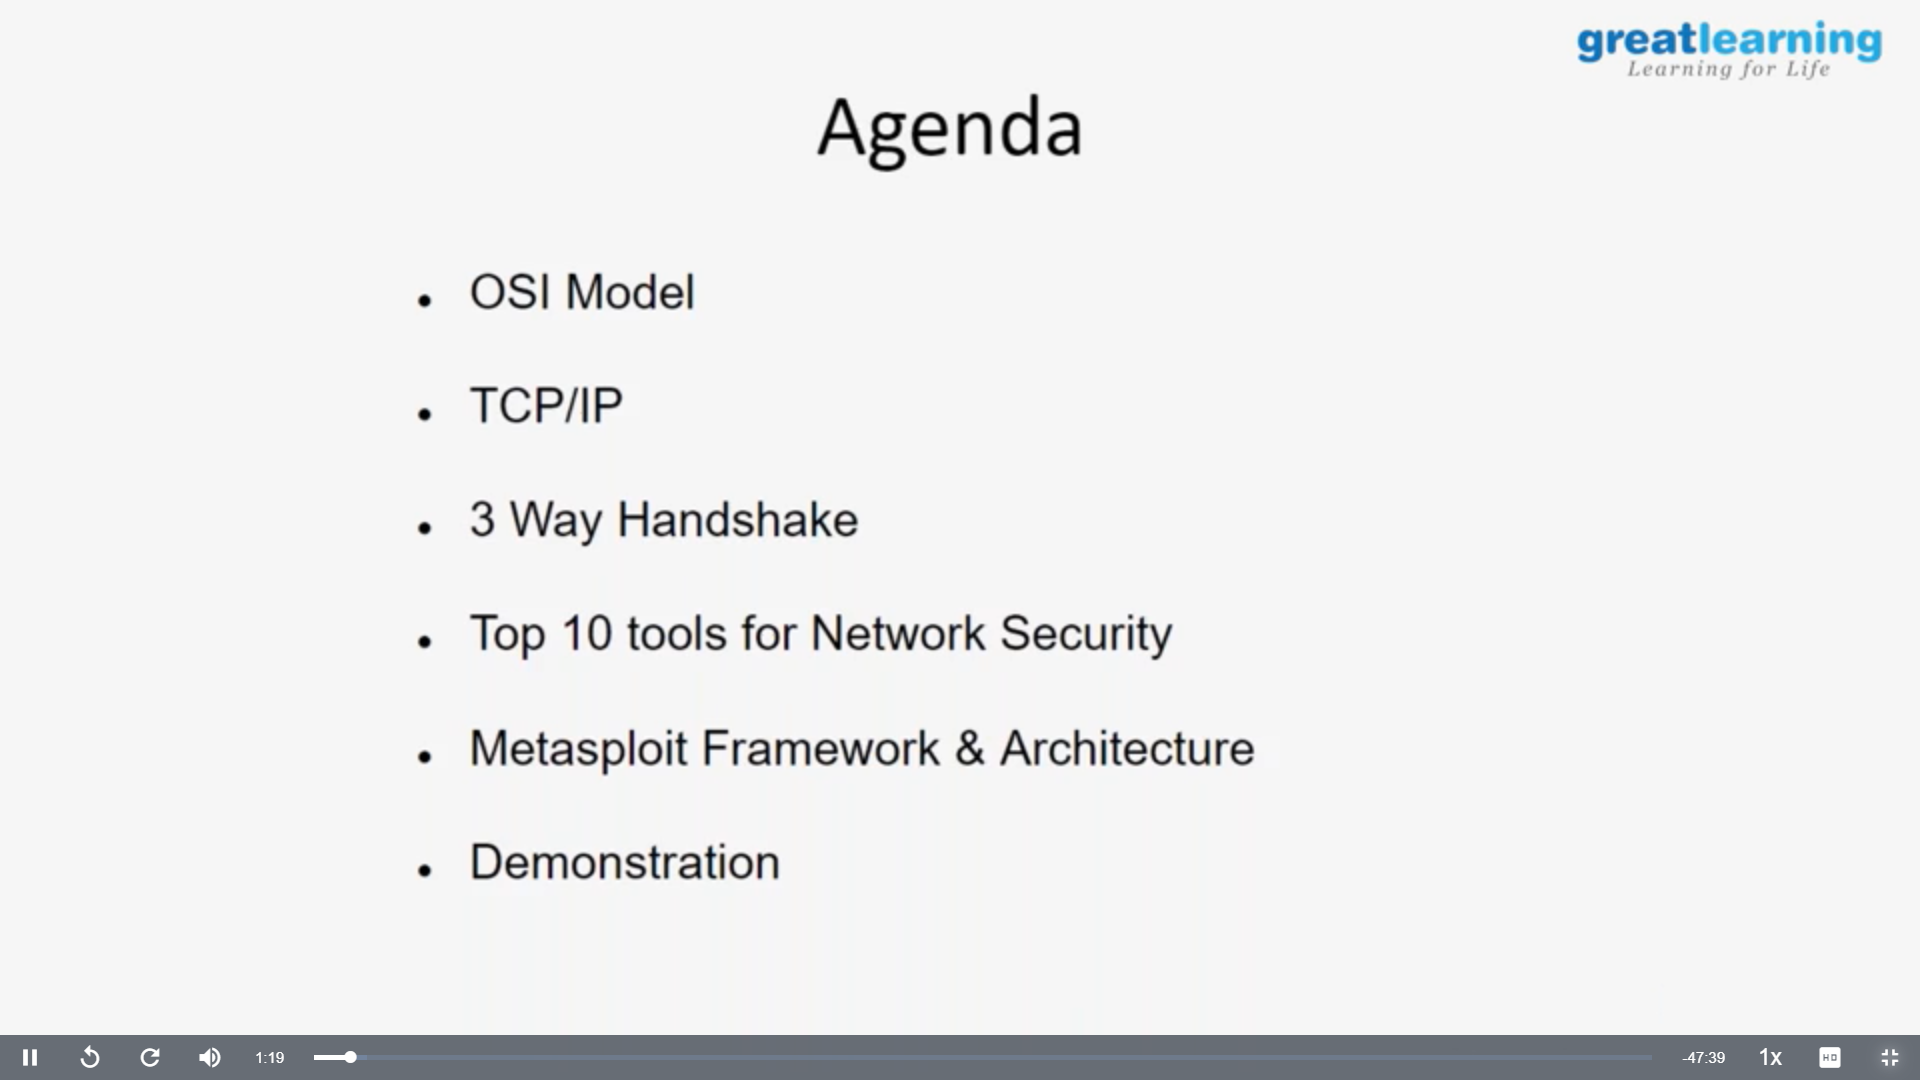 greatlearning
Learning for Life
Agenda
• OSI Model
• TCP/IP
• 3 Way Handshake
• Top 10 tools for Network Security
• Metasploit Framework & Architecture
• Demonstration
1:19 -47:39 1x HD